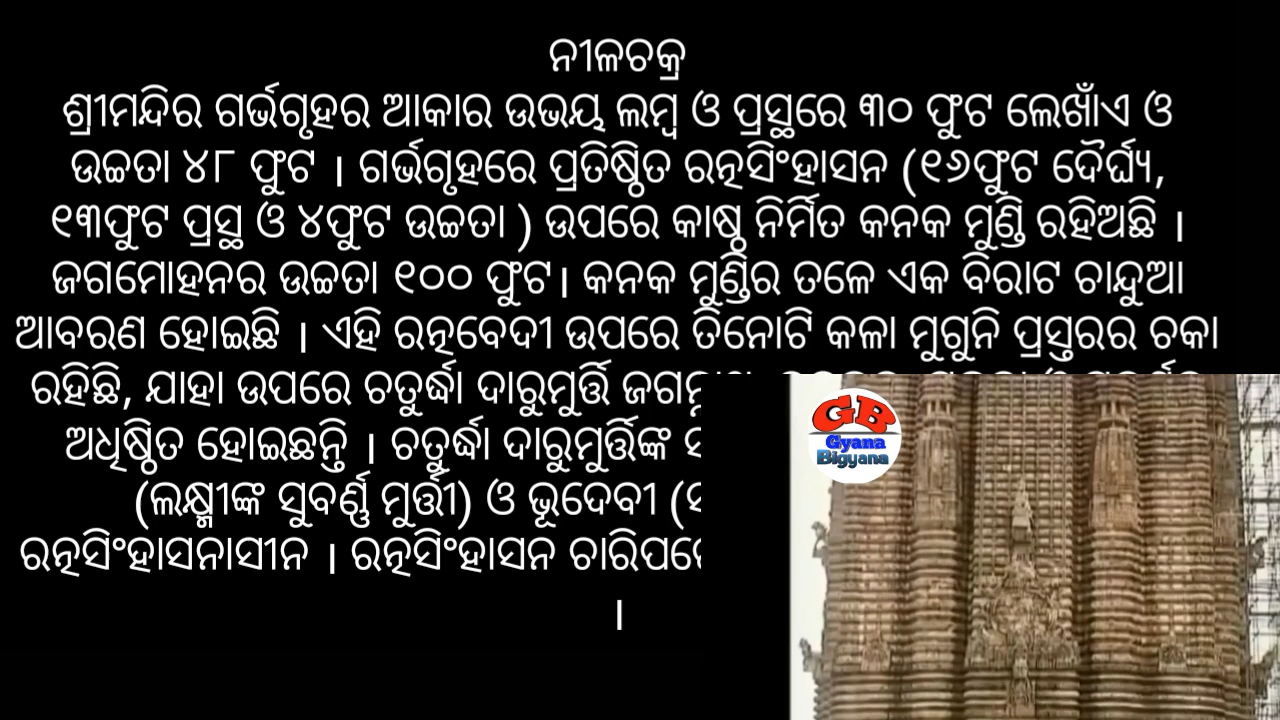 ନୀଳଚକ୍ର
ଶ୍ରୀମନ୍ଦିର ଗର୍ଭଗୃହର ଆକାର ଉଭୟ ଲମ୍ବ ଓ ପ୍ରସ୍ଥରେ ୩୦ ଫୁଟ ଲେଖାଁଏ ଓ
ଉଚ୍ଚତା ୪୮ ଫୁଟ । ଗର୍ଭଗୃହରେ ପ୍ରତିଷ୍ଠିତ ରତ୍ନସିଂହାସନ (୧୬ଫୁଟ ଦୈର୍ଘ୍ୟ,
୧୩ଫୁଟ ପ୍ରସ୍ଥ ଓ ୪ଫୁଟ ଉଚ୍ଚତା ) ଉପରେ କାଷ୍ଠ ନିର୍ମିତ କନକ ମୁଣ୍ଡି ରହିଅଛି ।
ଜଗମୋହନର ଉଚ୍ଚତା ୧୦୦ ଫୁଟ। କନକ ମୁଣ୍ଡିର ତଳେ ଏକ ବିରାଟ ଚାନ୍ଦୁଆ
ଆବରଣ ହୋଇଛି । ଏହି ରତ୍ନବେଦୀ ଉପରେ ତିନୋଟି କଳା ମୁଗୁନି ପ୍ରସ୍ତରର ଚକା
ରହିଛି, ଯାହା ଉପରେ ଚତୁର୍ଦ୍ଧା ଦାରୁମୁର୍ତ୍ତି
ଅଧିଷ୍ଠିତ ହୋଇଛନ୍ତି । ଚତୁର୍ଦ୍ଧା ଦାରୁମୁର୍ତ୍ତିଙ୍କ
(ଲକ୍ଷ୍ମୀଙ୍କ ସୁବର୍ଣ୍ଣ ମୁର୍ତ୍ତୀ) ଓ ଭୂଦେବୀ
ରତ୍ନସିଂହାସନାସୀନ । ରତ୍ନସିଂହାସନ
।
GB
Gyana
Bigyana